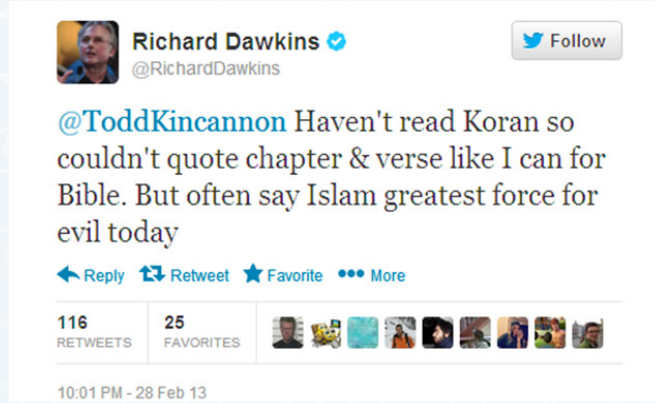 Richard Dawkins
Follow
@RichardDawkins
@ToddKincannon Haven't read Koran so
couldn't quote chapter & verse like I can for
Bible. But often say Islam greatest force for
evil today
Reply Retweet Favorite More
116 25
RETWEETS FAVORITES
10:01 PM - 28 Feb 13